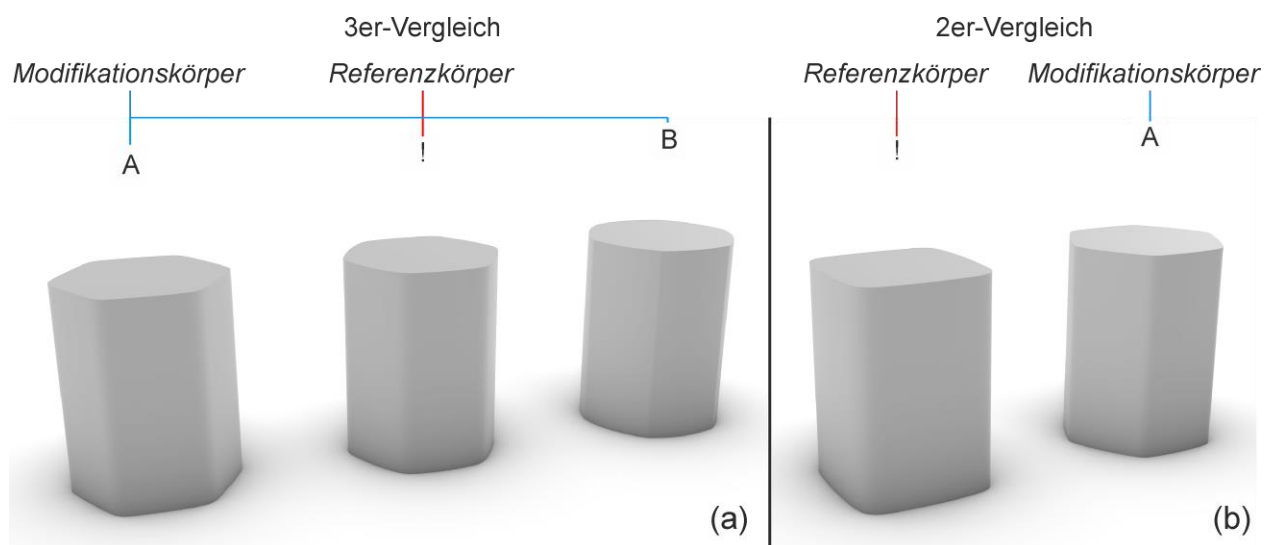 3er-Vergleich
Modifikationskörper
Referenzkörper
A
!
B
(a)
2er-Vergleich
Referenzkörper
Modifikationskörper
!
A
(b)